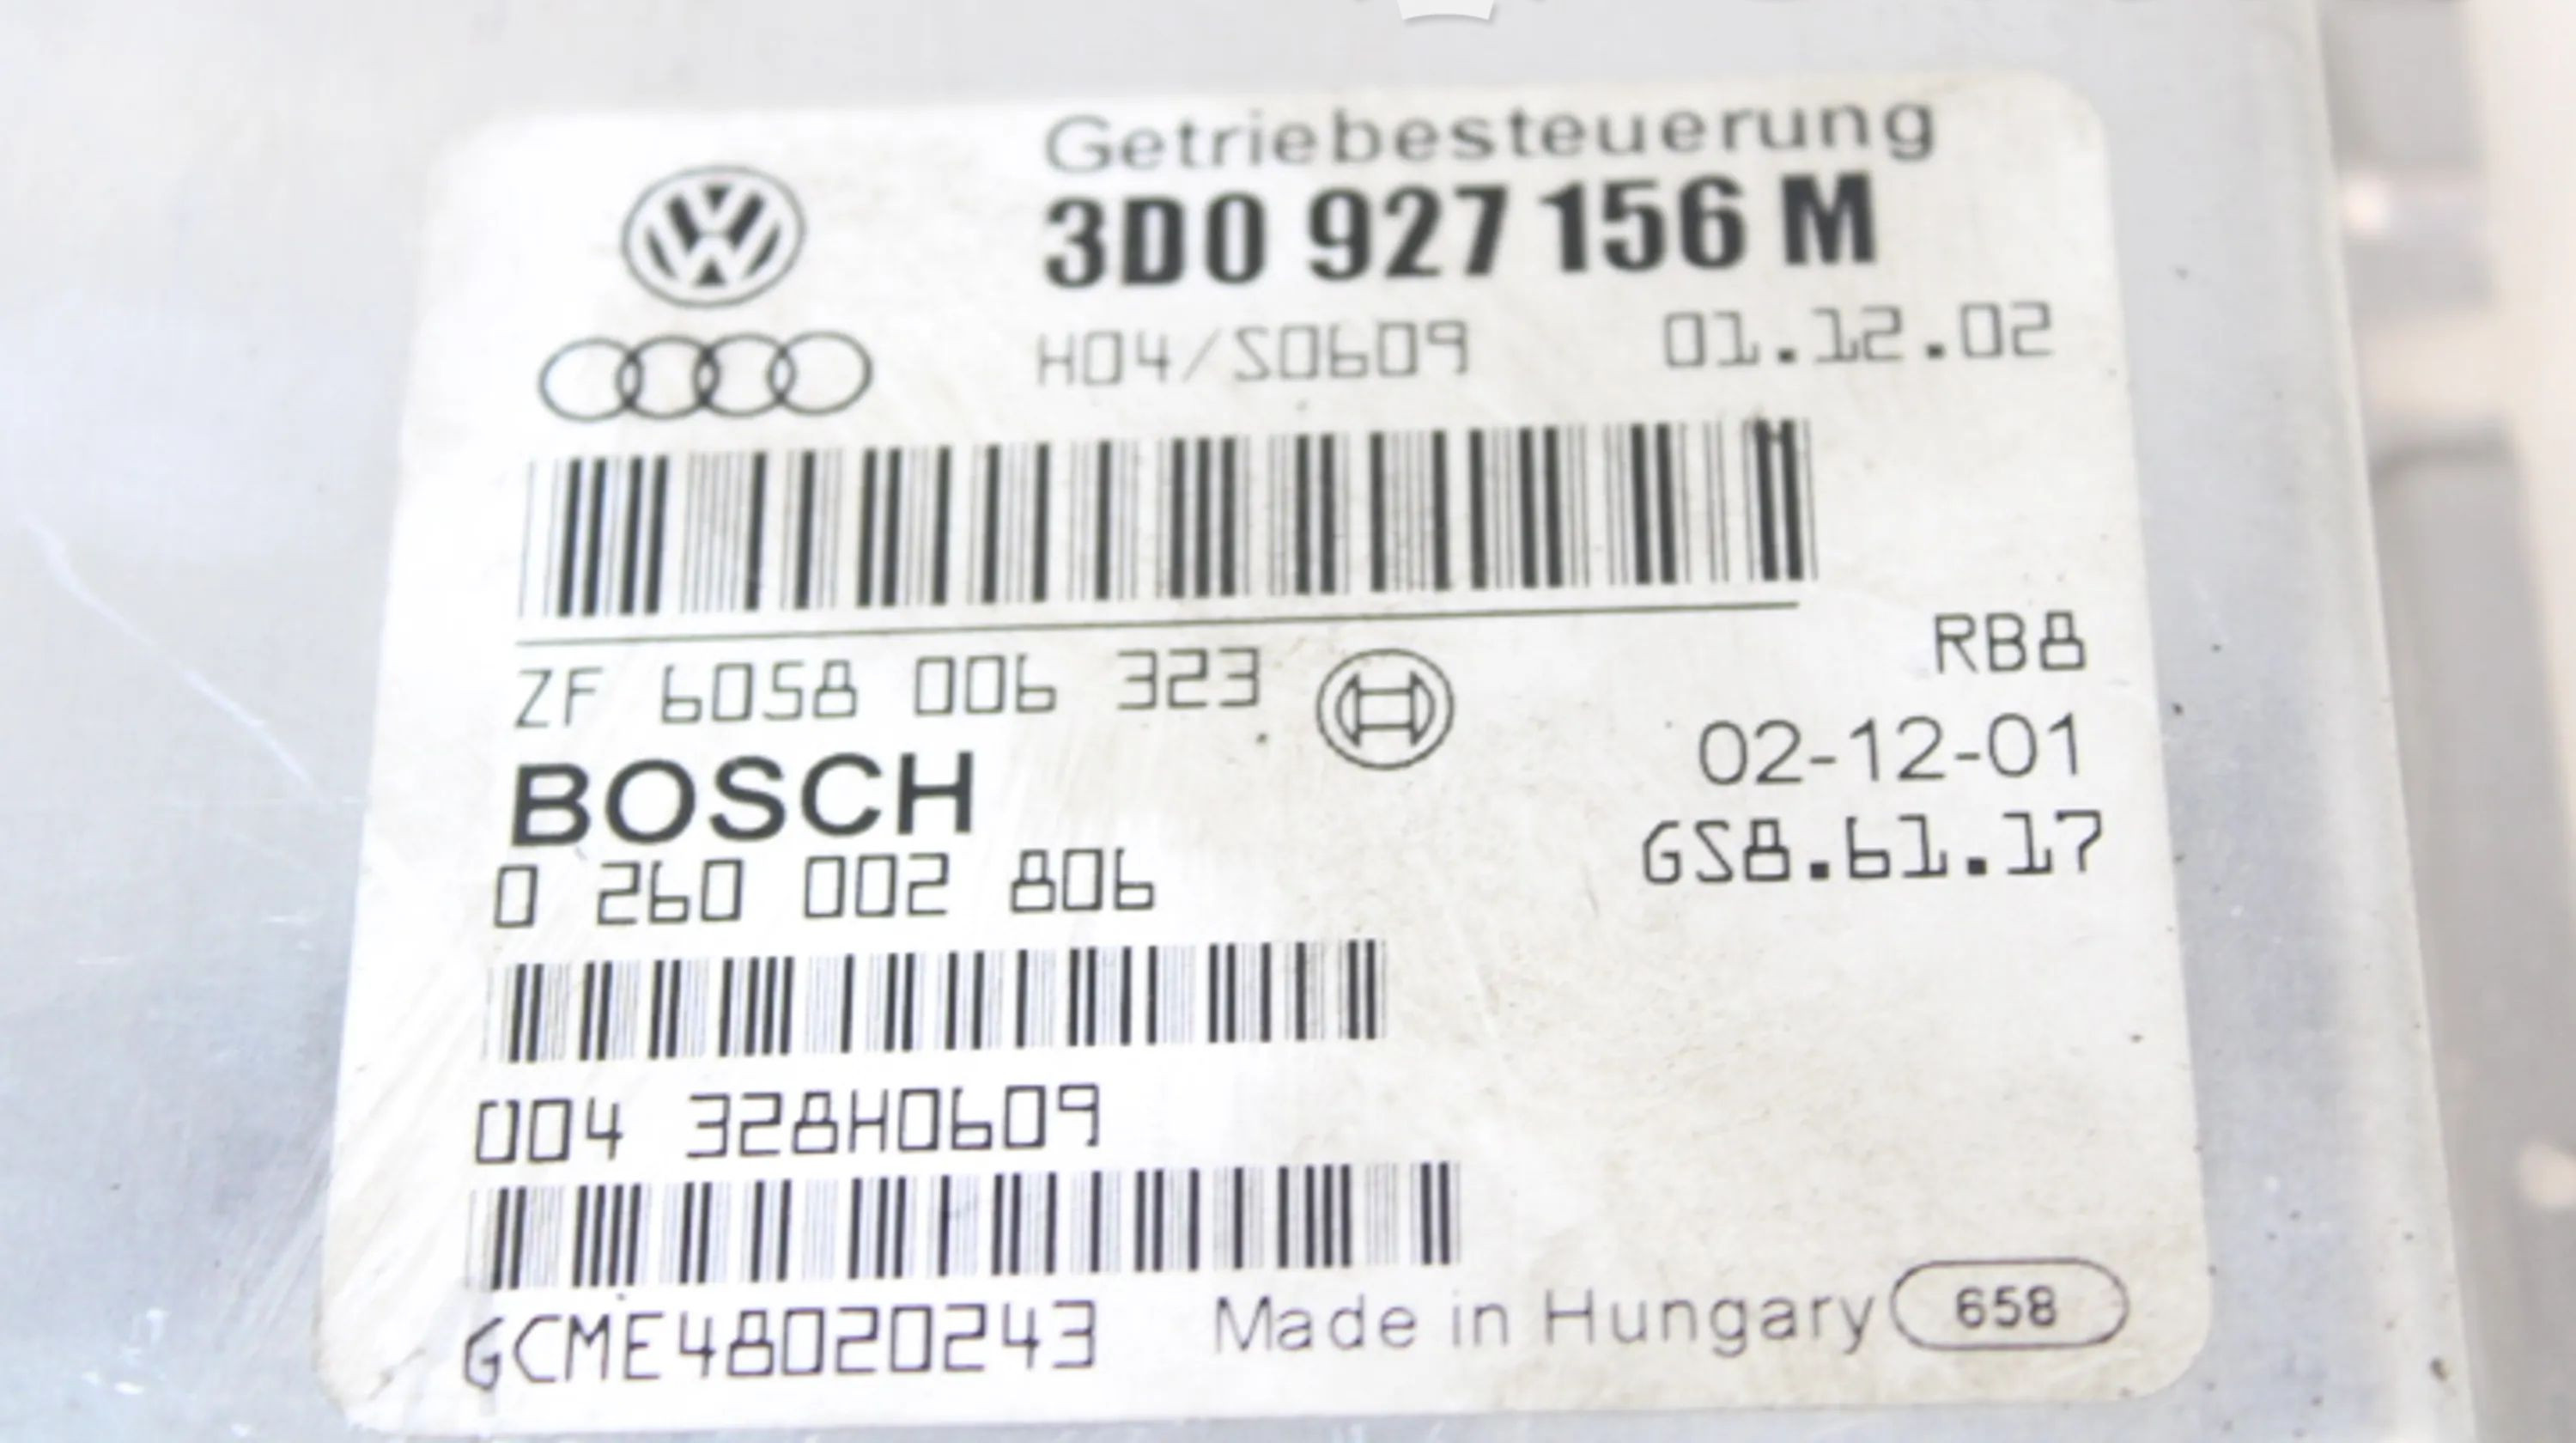 Getriebesteuerung
3D0 927 156 M
H04/S0609 01.12.02
ZF 6058 006 323
RB8
BOSCH
02-12-01
0 260 002 806
GS8.61.17
004 328H0609
GCME48020243
Made in Hungary 658